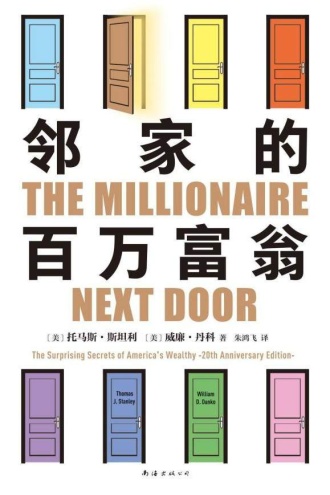 邻家的
THE MILLIONAIRE
百万富翁
NEXT DOOR
[美] 托马斯·斯坦利 [美] 威廉·丹科 著 朱鸿飞 译
The Surprising Secrets of America's Wealthy -20th Anniversary Edition-
Thomas
J. Stanley
William
D. Danko
南海出版公司